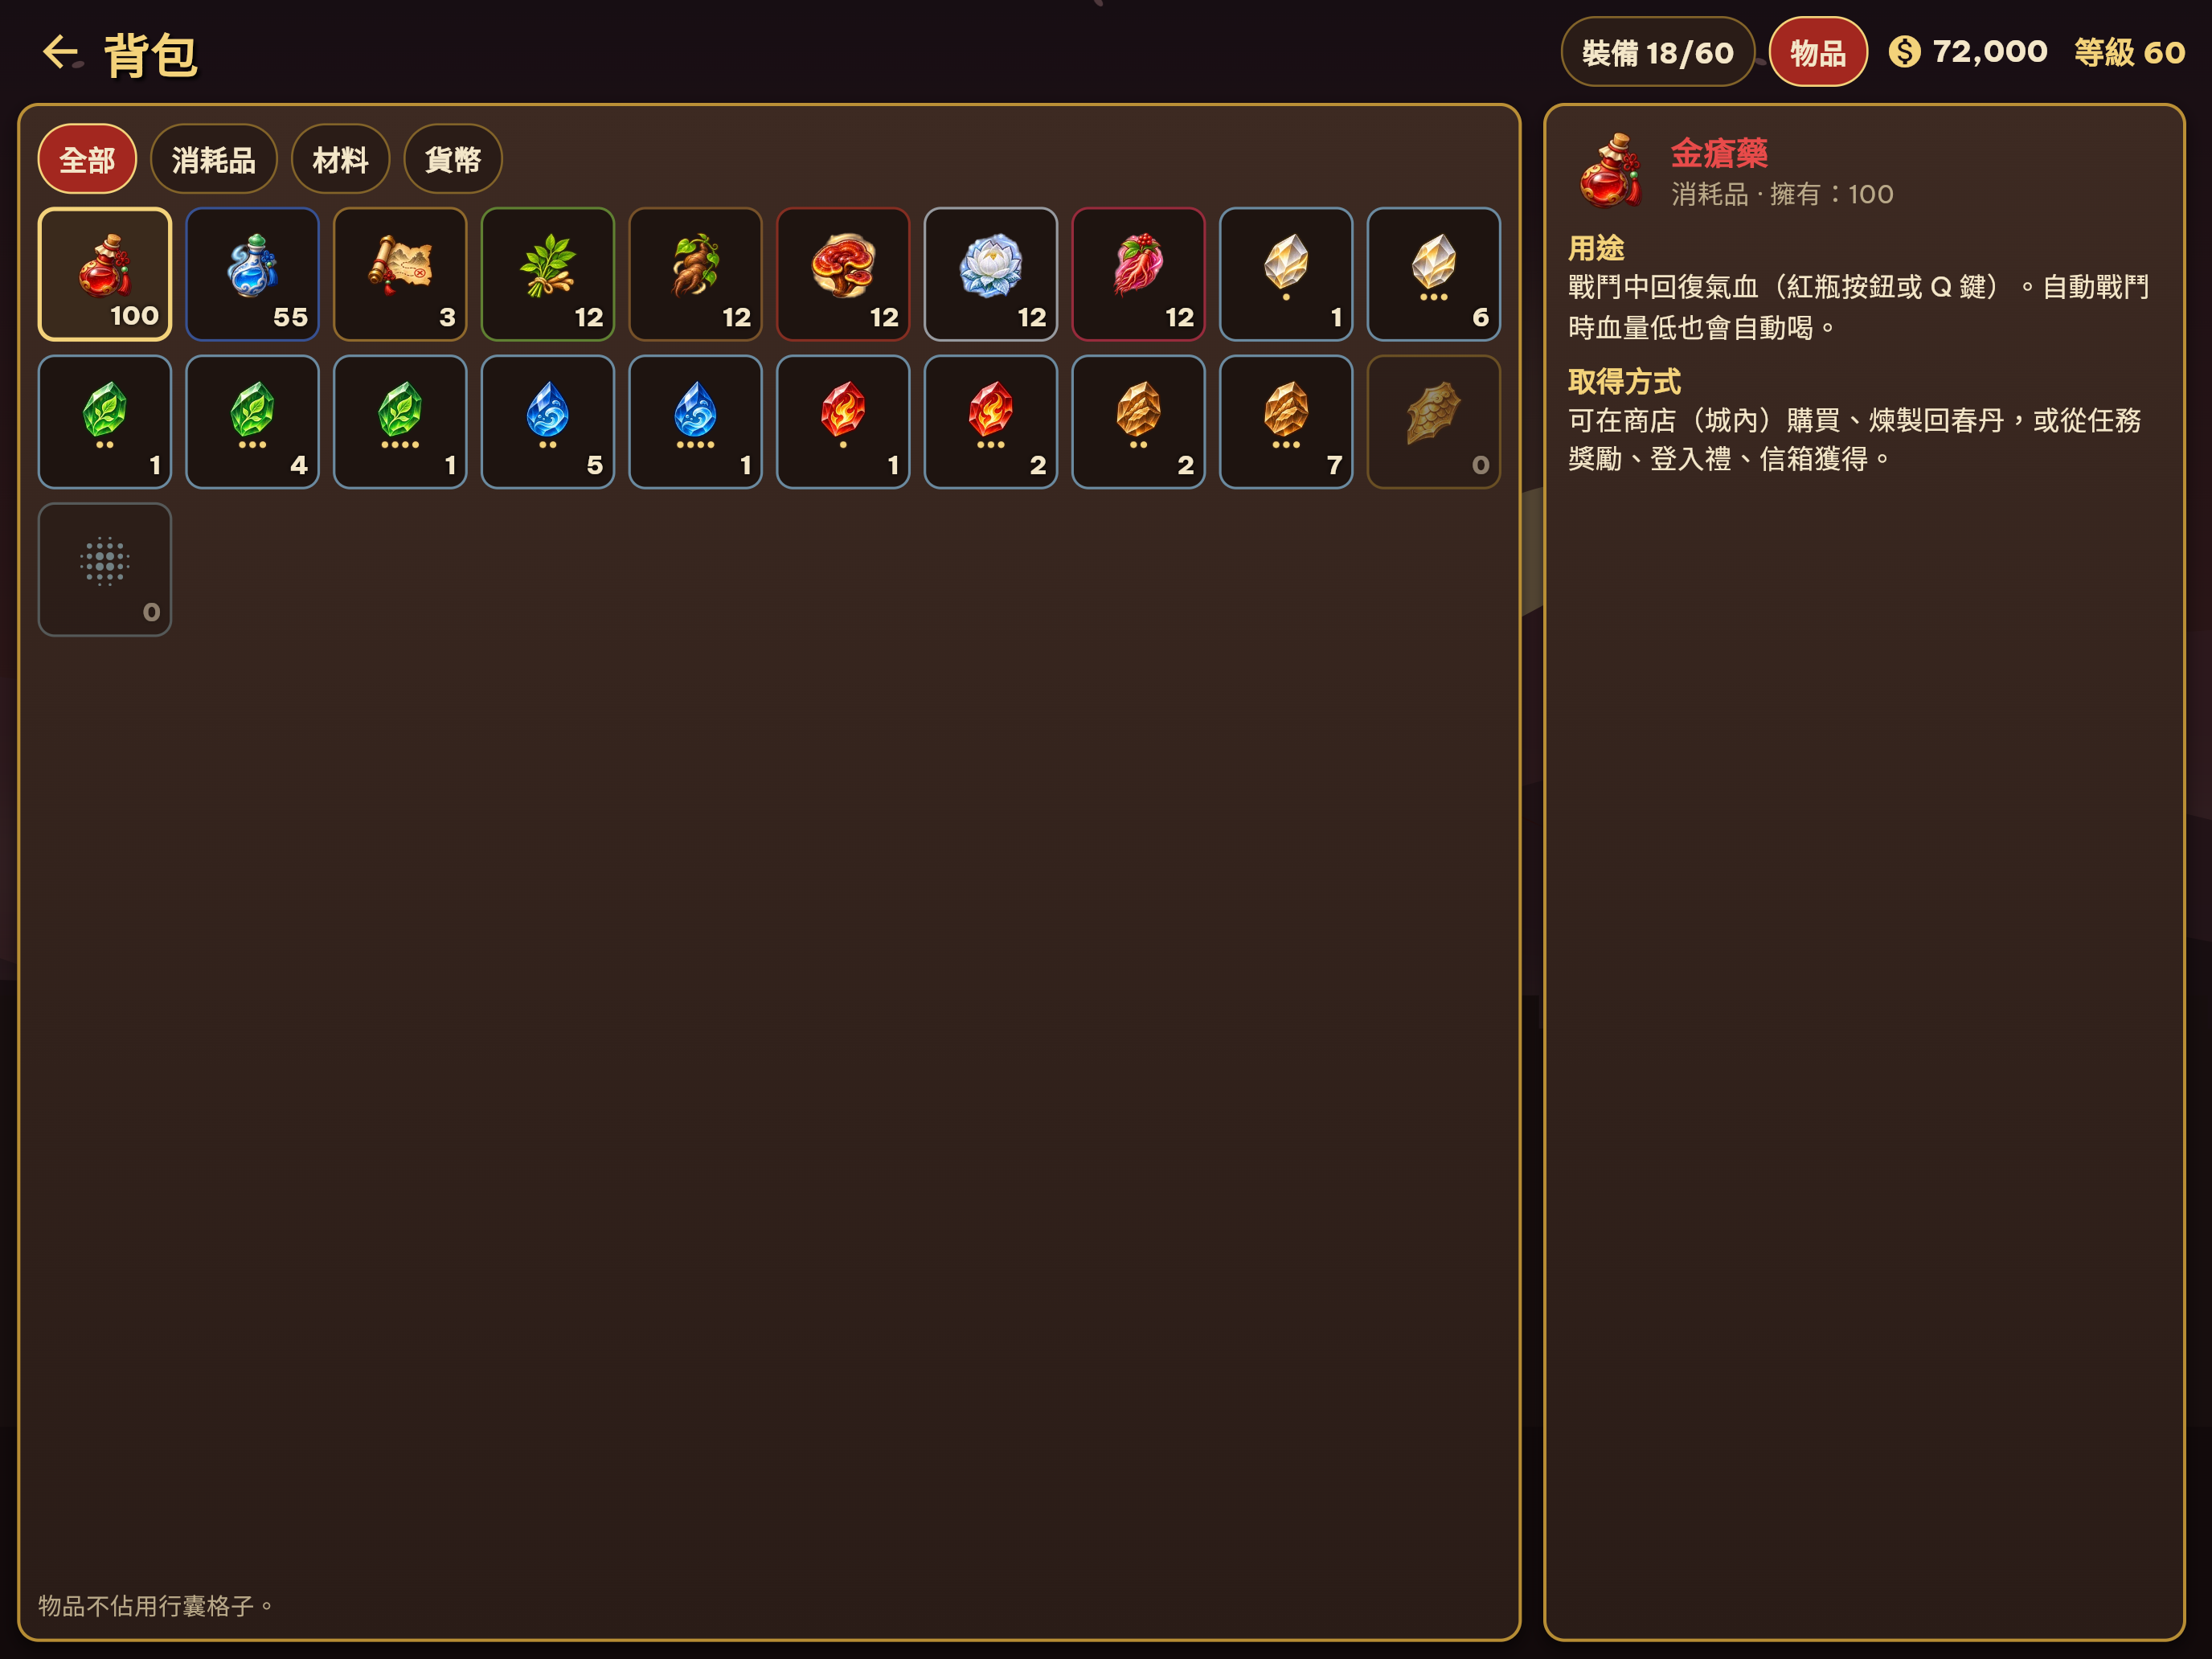 背包
裝備 18/60
物品
72,000
等級 60
全部
消耗品
材料
貨幣
100
55
3
12
12
12
12
12
1
6
1
4
1
5
1
1
2
2
7
0
0
物品不佔用行囊格子。
金瘡藥
消耗品 · 擁有：100
用途
戰鬥中回復氣血（紅瓶按鈕或 Q 鍵）。自動戰鬥
時血量低也會自動喝。
取得方式
可在商店（城內）購買、煉製回春丹，或從任務
獎勵、登入禮、信箱獲得。